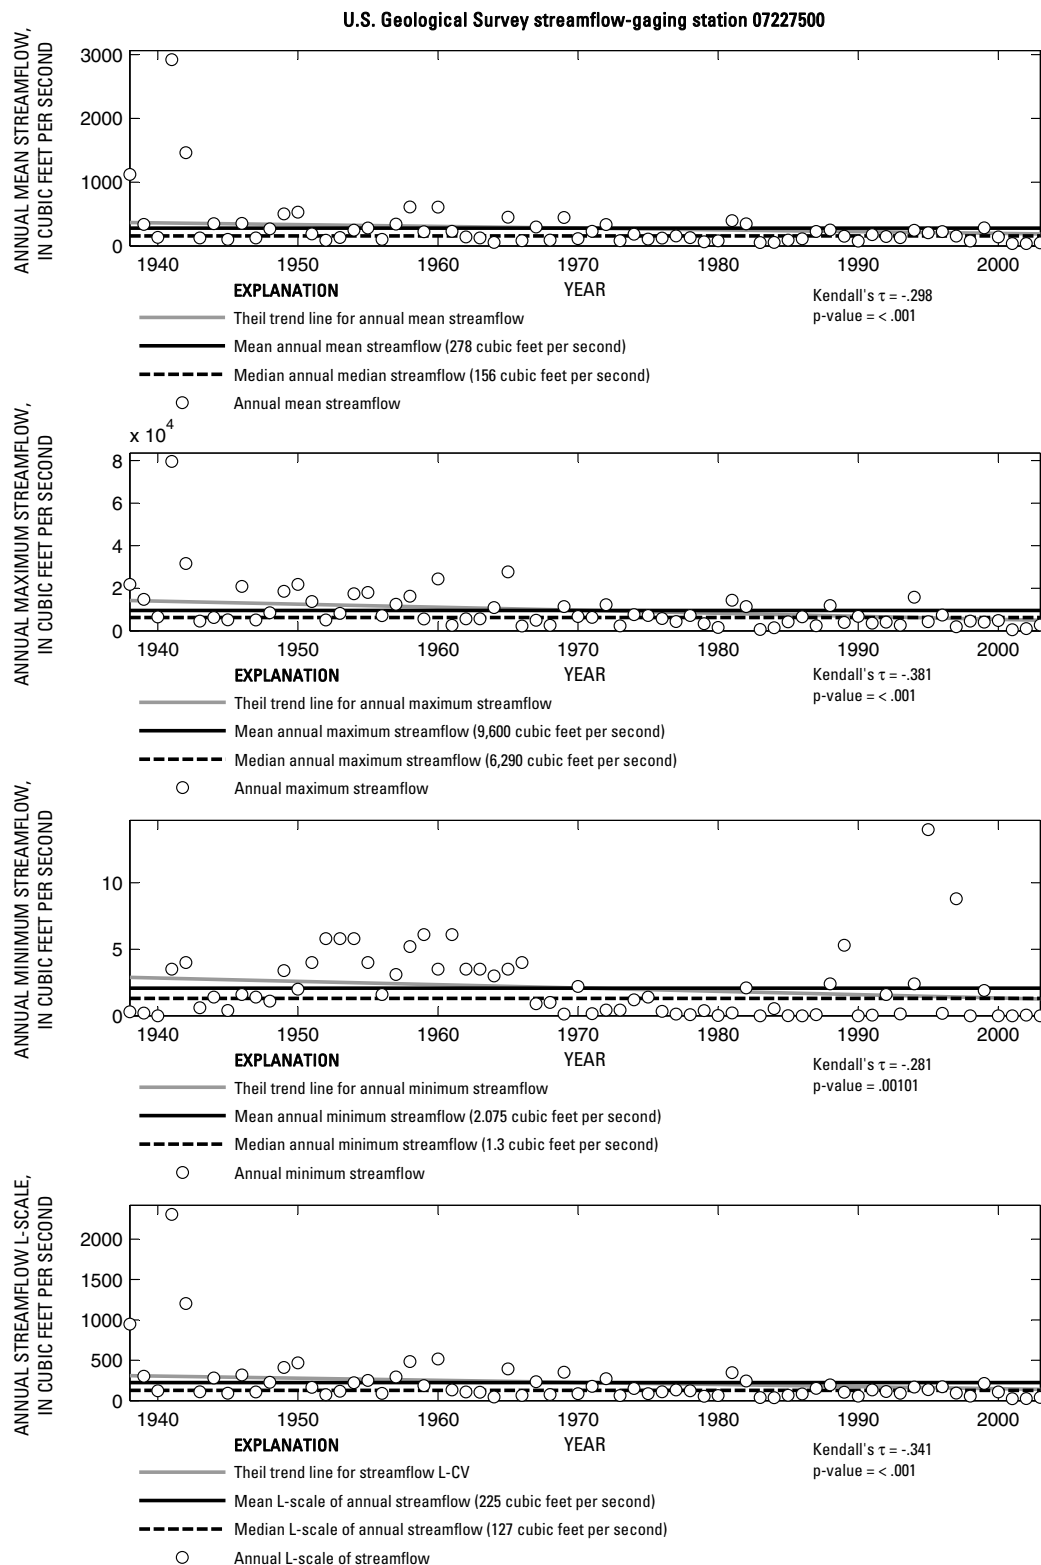 U.S. Geological Survey streamflow-gaging station 07227500
ANNUAL MEAN STREAMFLOW,
IN CUBIC FEET PER SECOND
3000
2000
1000
0
1940 1950 1960 1970 1980 1990 2000
YEAR
EXPLANATION
Theil trend line for annual mean streamflow
Mean annual mean streamflow (278 cubic feet per second)
Median annual median streamflow (156 cubic feet per second)
Annual mean streamflow
Kendall's τ = -.298
p-value = < .001
ANNUAL MAXIMUM STREAMFLOW,
IN CUBIC FEET PER SECOND
x 10^4
8
6
4
2
0
1940 1950 1960 1970 1980 1990 2000
YEAR
EXPLANATION
Theil trend line for annual maximum streamflow
Mean annual maximum streamflow (9,600 cubic feet per second)
Median annual maximum streamflow (6,290 cubic feet per second)
Annual maximum streamflow
Kendall's τ = -.381
p-value = < .001
ANNUAL MINIMUM STREAMFLOW,
IN CUBIC FEET PER SECOND
10
5
0
1940 1950 1960 1970 1980 1990 2000
YEAR
EXPLANATION
Theil trend line for annual minimum streamflow
Mean annual minimum streamflow (2.075 cubic feet per second)
Median annual minimum streamflow (1.3 cubic feet per second)
Annual minimum streamflow
Kendall's τ = -.281
p-value = .00101
ANNUAL STREAMFLOW L-SCALE,
IN CUBIC FEET PER SECOND
2000
1500
1000
500
0
1940 1950 1960 1970 1980 1990 2000
YEAR
EXPLANATION
Theil trend line for streamflow L-CV
Mean L-scale of annual streamflow (225 cubic feet per second)
Median L-scale of annual streamflow (127 cubic feet per second)
Annual L-scale of streamflow
Kendall's τ = -.341
p-value = < .001